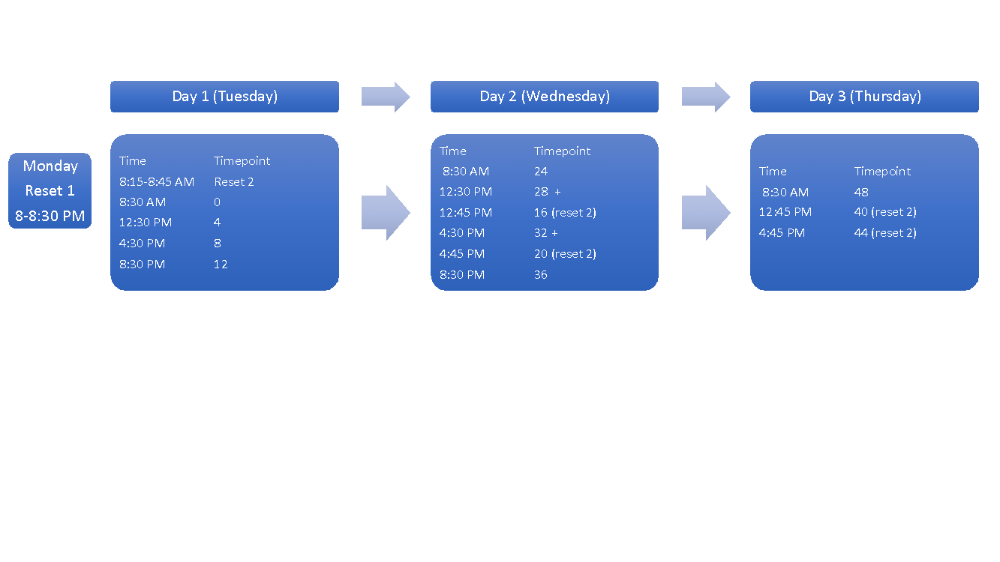 Monday
Reset 1
8-8:30 PM
Day 1 (Tuesday)
Time Timepoint
8:15-8:45 AM Reset 2
8:30 AM 0
12:30 PM 4
4:30 PM 8
8:30 PM 12
Day 2 (Wednesday)
Time Timepoint
8:30 AM 24
12:30 PM 28 +
12:45 PM 16 (reset 2)
4:30 PM 32 +
4:45 PM 20 (reset 2)
8:30 PM 36
Day 3 (Thursday)
Time Timepoint
8:30 AM 48
12:45 PM 40 (reset 2)
4:45 PM 44 (reset 2)